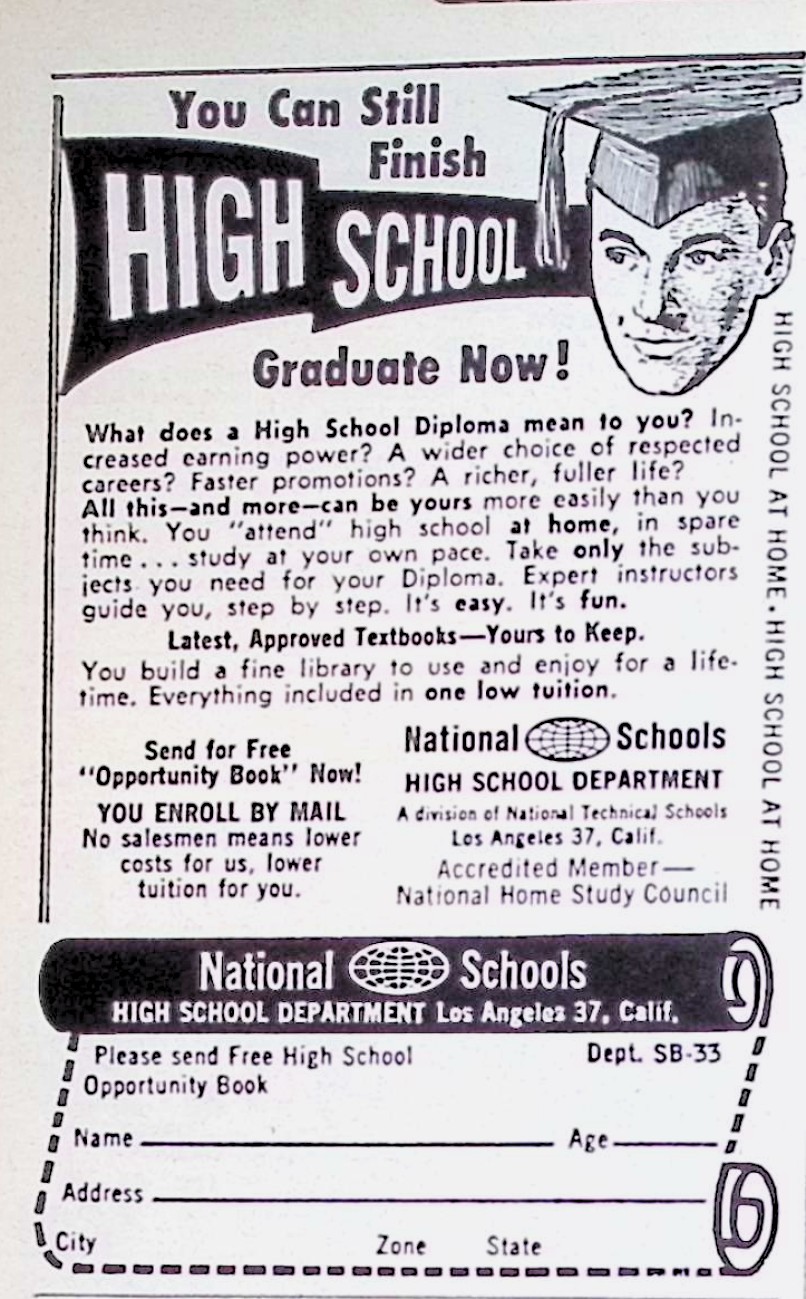 You Can Still
Finish
HIGH SCHOOL
Graduate Now!
What does a High School Diploma mean to you? In-
creased earning power? A wider choice of respected
careers? Faster promotions? A richer, fuller life?
All this—and more—can be yours more easily than you
think. You "attend" high school at home, in spare
time... study at your own pace. Take only the sub-
jects you need for your Diploma. Expert instructors
guide you, step by step. It's easy. It's fun.
Latest, Approved Textbooks—Yours to Keep.
You build a fine library to use and enjoy for a life-
time. Everything included in one low tuition.
Send for Free
"Opportunity Book" Now!
YOU ENROLL BY MAIL
No salesmen means lower
costs for us, lower
tuition for you.
National Schools
HIGH SCHOOL DEPARTMENT
A division of National Technical Schools
Los Angeles 37, Calif.
Accredited Member—
National Home Study Council
HIGH SCHOOL AT HOME • HIGH SCHOOL AT HOME
National Schools
HIGH SCHOOL DEPARTMENT Los Angeles 37, Calif.
Please send Free High School Dept. SB-33
Opportunity Book
Name Age
Address
City Zone State